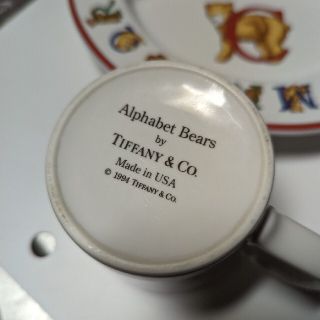 Alphabet Bears
by
TIFFANY & CO.
Made in USA
© 1994 TIFFANY & CO.